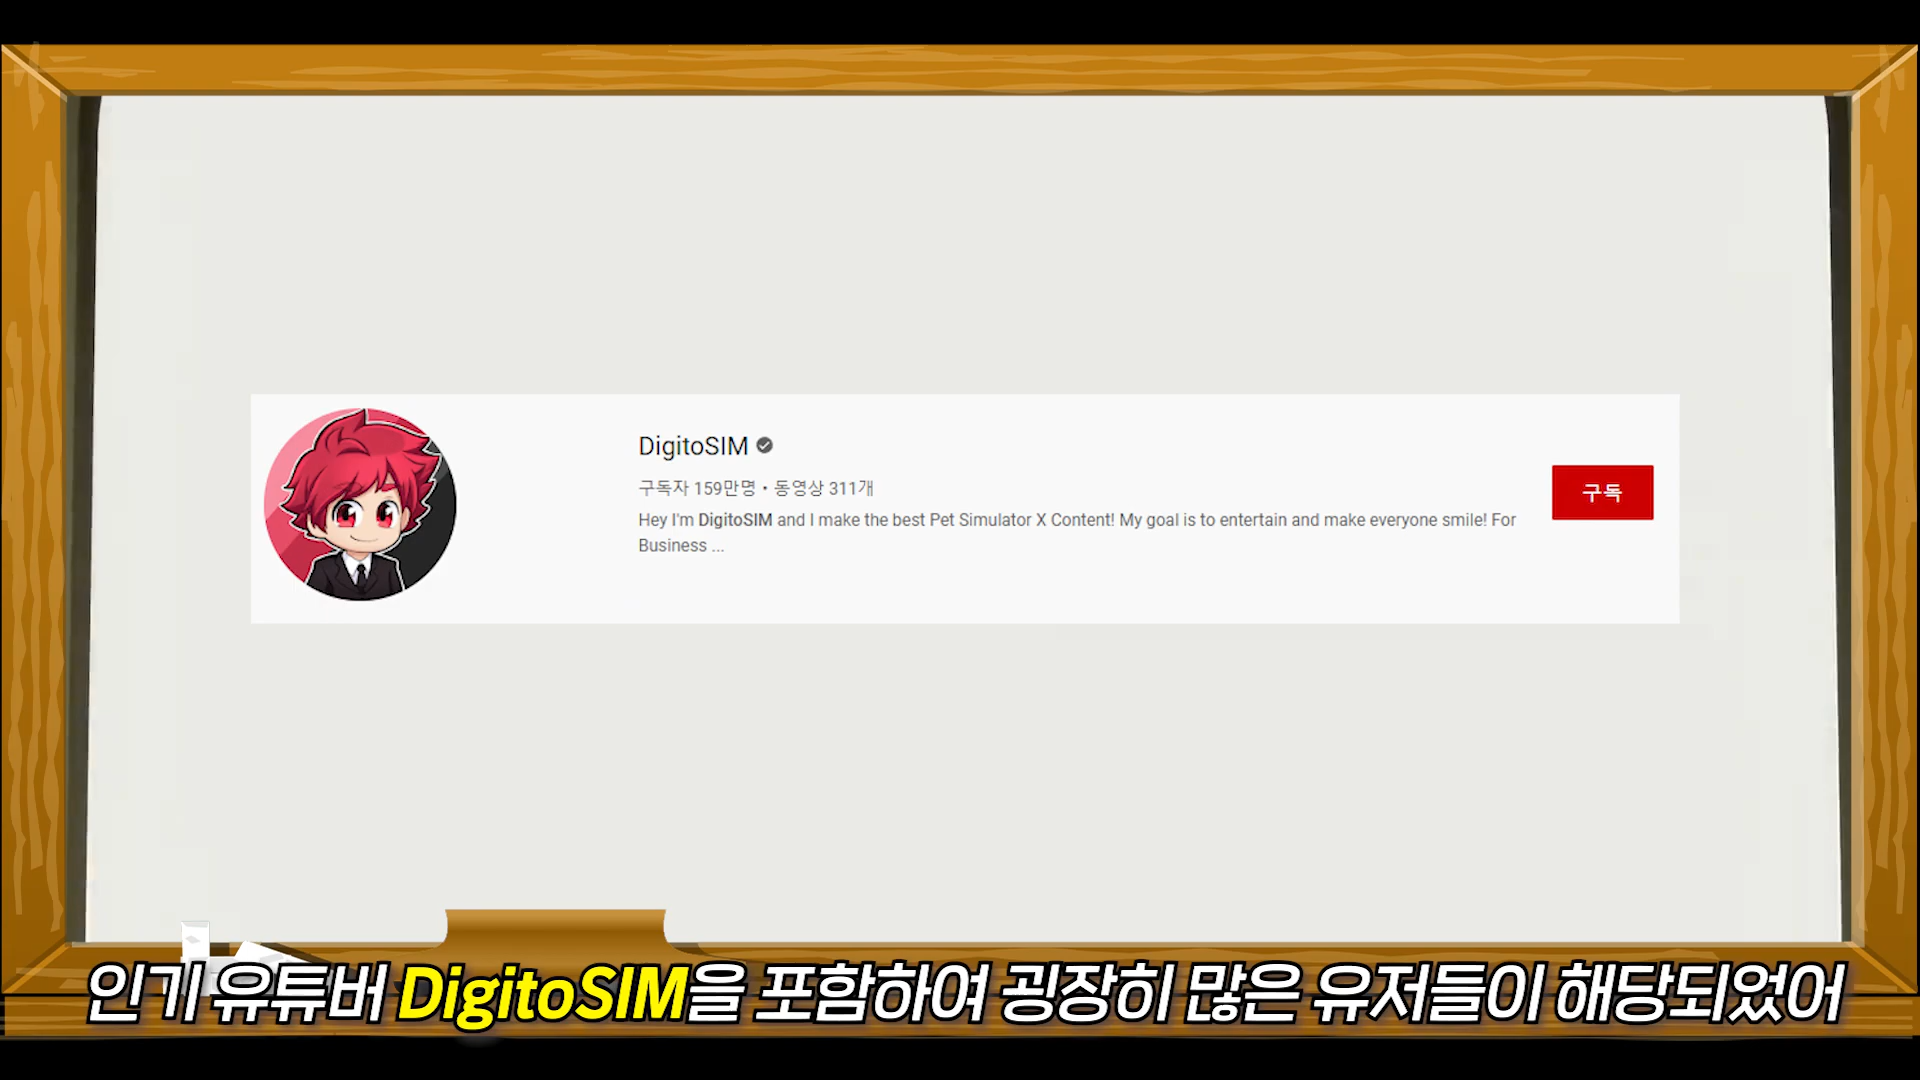 DigitoSIM
구독자 159만명 • 동영상 311개
Hey I'm DigitoSIM and I make the best Pet Simulator X Content! My goal is to entertain and make everyone smile! For
Business ...
구독
인기 유튜버 DigitoSIM을 포함하여 굉장히 많은 유저들이 해당되었어